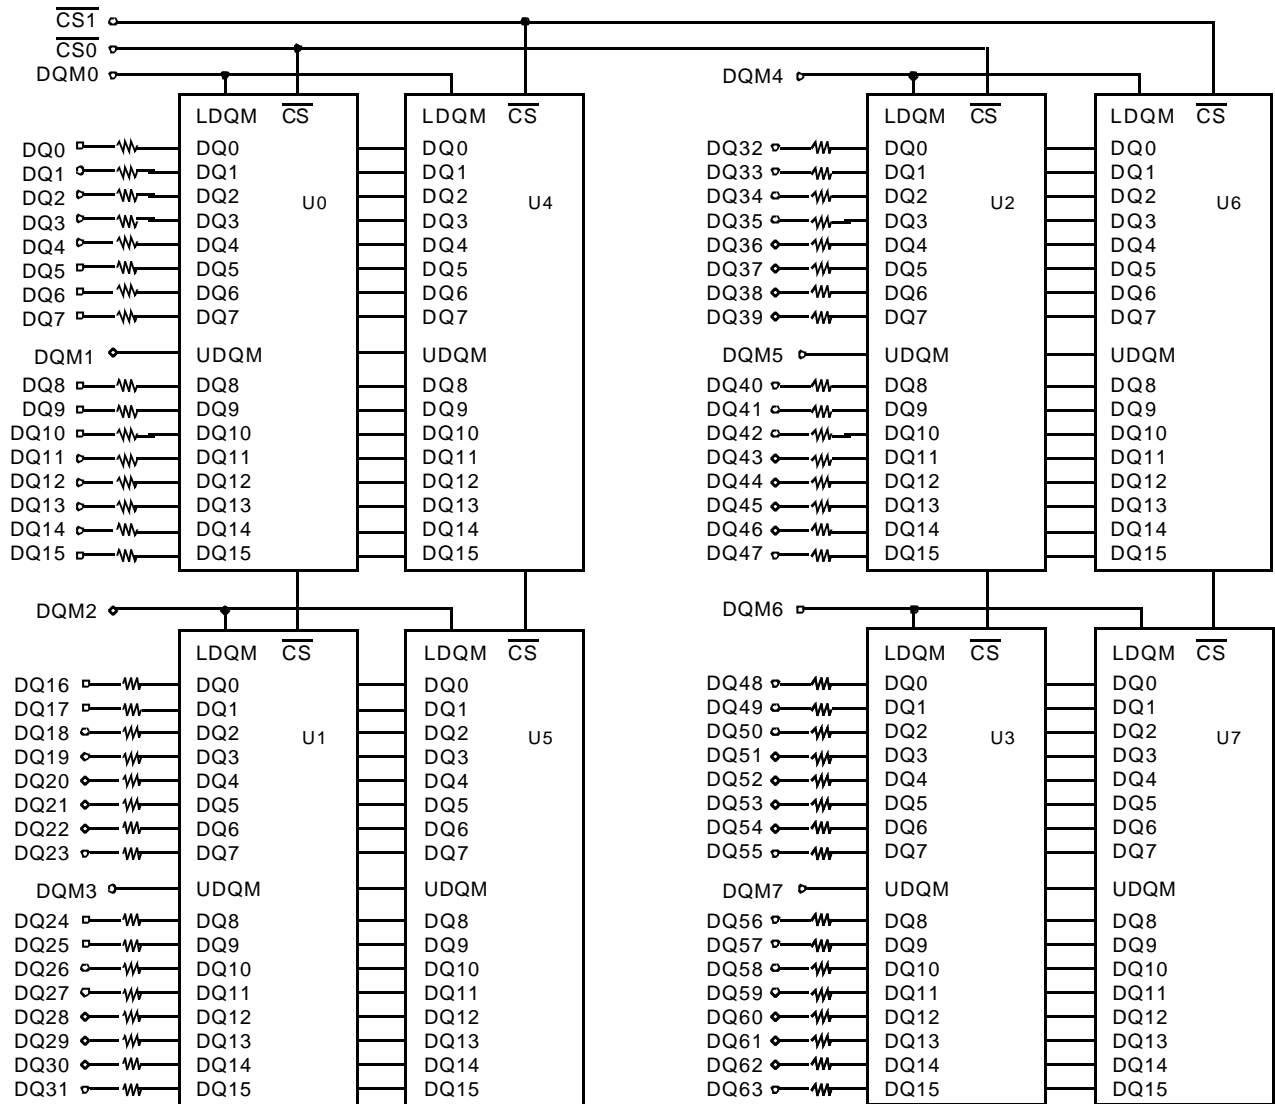 CS1
CS0
DQM0 DQM4
LDQM CS LDQM CS LDQM CS LDQM CS
DQ0 DQ0 DQ0 DQ32 DQ0 DQ0
DQ1 DQ1 DQ1 DQ33 DQ1 DQ1
DQ2 DQ2 U0 DQ2 U4 DQ34 DQ2 U2 DQ2 U6
DQ3 DQ3 DQ3 DQ35 DQ3 DQ3
DQ4 DQ4 DQ4 DQ36 DQ4 DQ4
DQ5 DQ5 DQ5 DQ37 DQ5 DQ5
DQ6 DQ6 DQ6 DQ38 DQ6 DQ6
DQ7 DQ7 DQ7 DQ39 DQ7 DQ7
DQM1 UDQM UDQM DQM5 UDQM UDQM
DQ8 DQ8 DQ8 DQ40 DQ8 DQ8
DQ9 DQ9 DQ9 DQ41 DQ9 DQ9
DQ10 DQ10 DQ10 DQ42 DQ10 DQ10
DQ11 DQ11 DQ11 DQ43 DQ11 DQ11
DQ12 DQ12 DQ12 DQ44 DQ12 DQ12
DQ13 DQ13 DQ13 DQ45 DQ13 DQ13
DQ14 DQ14 DQ14 DQ46 DQ14 DQ14
DQ15 DQ15 DQ15 DQ47 DQ15 DQ15
DQM2 DQM6
LDQM CS LDQM CS LDQM CS LDQM CS
DQ16 DQ0 DQ0 DQ48 DQ0 DQ0
DQ17 DQ1 DQ1 DQ49 DQ1 DQ1
DQ18 DQ2 U1 DQ2 U5 DQ50 DQ2 U3 DQ2 U7
DQ19 DQ3 DQ3 DQ51 DQ3 DQ3
DQ20 DQ4 DQ4 DQ52 DQ4 DQ4
DQ21 DQ5 DQ5 DQ53 DQ5 DQ5
DQ22 DQ6 DQ6 DQ54 DQ6 DQ6
DQ23 DQ7 DQ7 DQ55 DQ7 DQ7
DQM3 UDQM UDQM DQM7 UDQM UDQM
DQ24 DQ8 DQ8 DQ56 DQ8 DQ8
DQ25 DQ9 DQ9 DQ57 DQ9 DQ9
DQ26 DQ10 DQ10 DQ58 DQ10 DQ10
DQ27 DQ11 DQ11 DQ59 DQ11 DQ11
DQ28 DQ12 DQ12 DQ60 DQ12 DQ12
DQ29 DQ13 DQ13 DQ61 DQ13 DQ13
DQ30 DQ14 DQ14 DQ62 DQ14 DQ14
DQ31 DQ15 DQ15 DQ63 DQ15 DQ15